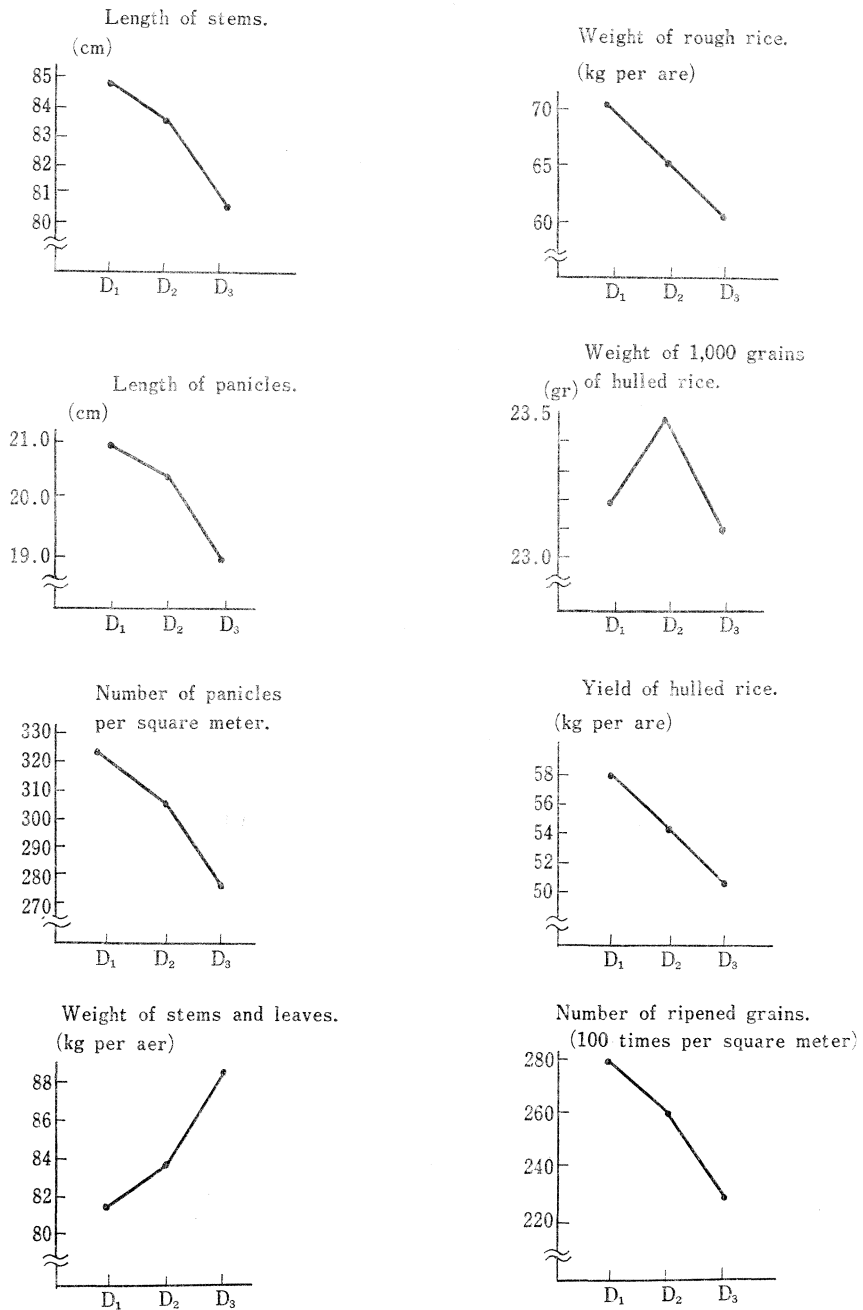 Length of stems.
(cm)
85
84
83
82
81
80
D₁ D₂ D₃
Weight of rough rice.
(kg per are)
70
65
60
D₁ D₂ D₃
Length of panicles.
(cm)
21.0
20.0
19.0
D₁ D₂ D₃
Weight of 1,000 grains
(gr) of hulled rice.
23.5
23.0
D₁ D₂ D₃
Number of panicles
per square meter.
330
320
310
300
290
280
270
D₁ D₂ D₃
Yield of hulled rice.
(kg per are)
58
56
54
52
50
D₁ D₂ D₃
Weight of stems and leaves.
(kg per aer)
88
86
84
82
80
D₁ D₂ D₃
Number of ripened grains.
(100 times per square meter)
280
260
240
220
D₁ D₂ D₃